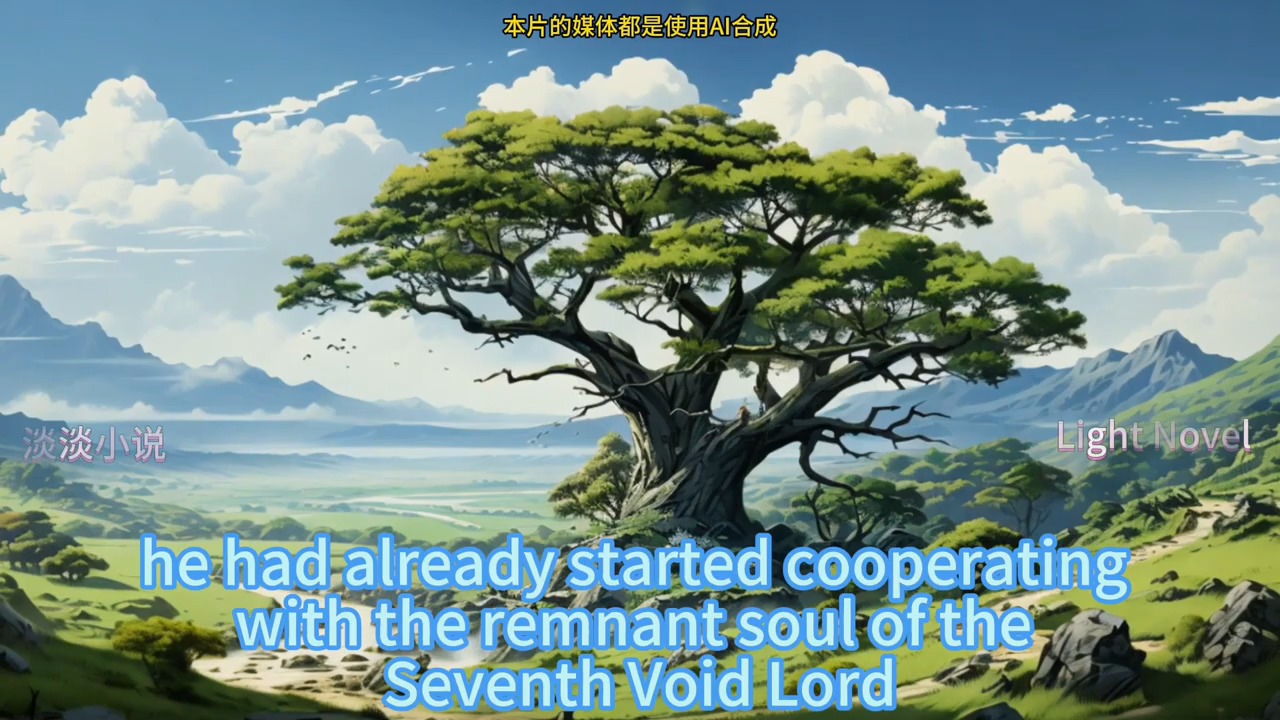 本片的媒体都是使用AI合成
淡淡小说
Light Novel
he had already started cooperating
with the remnant soul of the
Seventh Void Lord